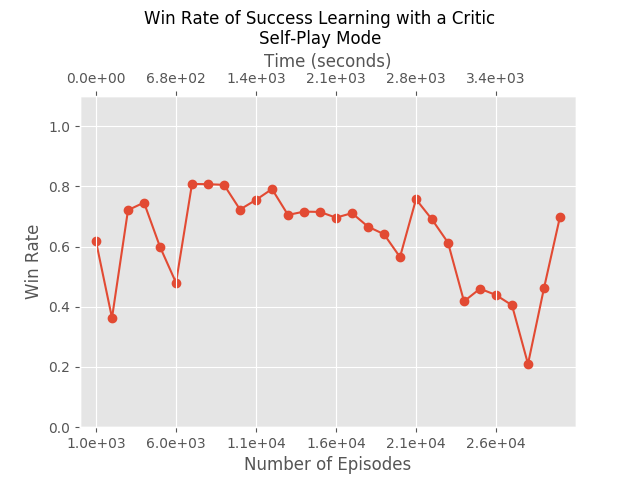 Win Rate of Success Learning with a Critic
Self-Play Mode
Time (seconds)
0.0e+00 6.8e+02 1.4e+03 2.1e+03 2.8e+03 3.4e+03
1.0
0.8
0.6
0.4
0.2
0.0
Win Rate
1.0e+03 6.0e+03 1.1e+04 1.6e+04 2.1e+04 2.6e+04
Number of Episodes